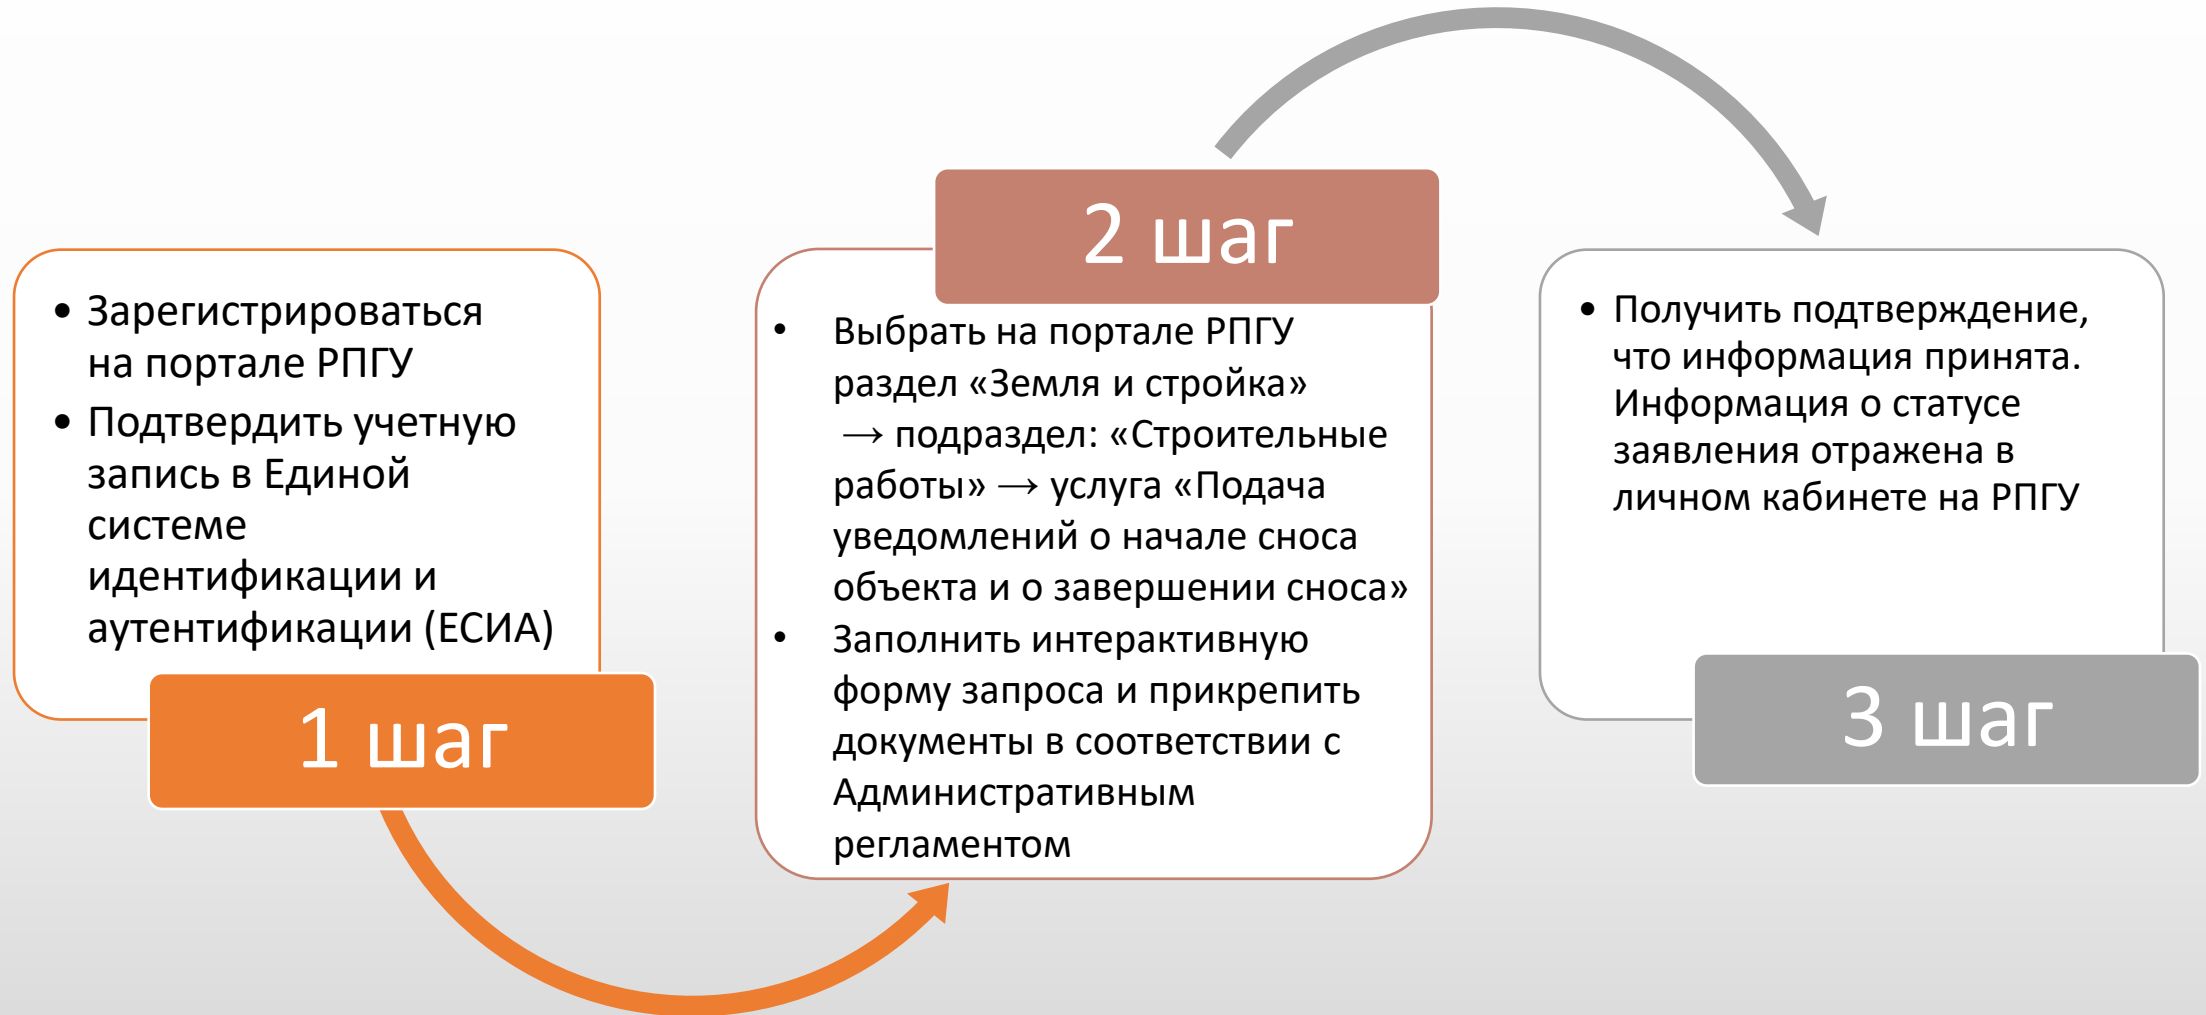 • Зарегистрироваться
на портале РПГУ
• Подтвердить учетную
запись в Единой
системе
идентификации и
аутентификации (ЕСИА)
1 шаг
2 шаг
• Выбрать на портале РПГУ
раздел «Земля и стройка»
→ подраздел: «Строительные
работы» → услуга «Подача
уведомлений о начале сноса
объекта и о завершении сноса»
• Заполнить интерактивную
форму запроса и прикрепить
документы в соответствии с
Административным
регламентом
• Получить подтверждение,
что информация принята.
Информация о статусе
заявления отражена в
личном кабинете на РПГУ
3 шаг